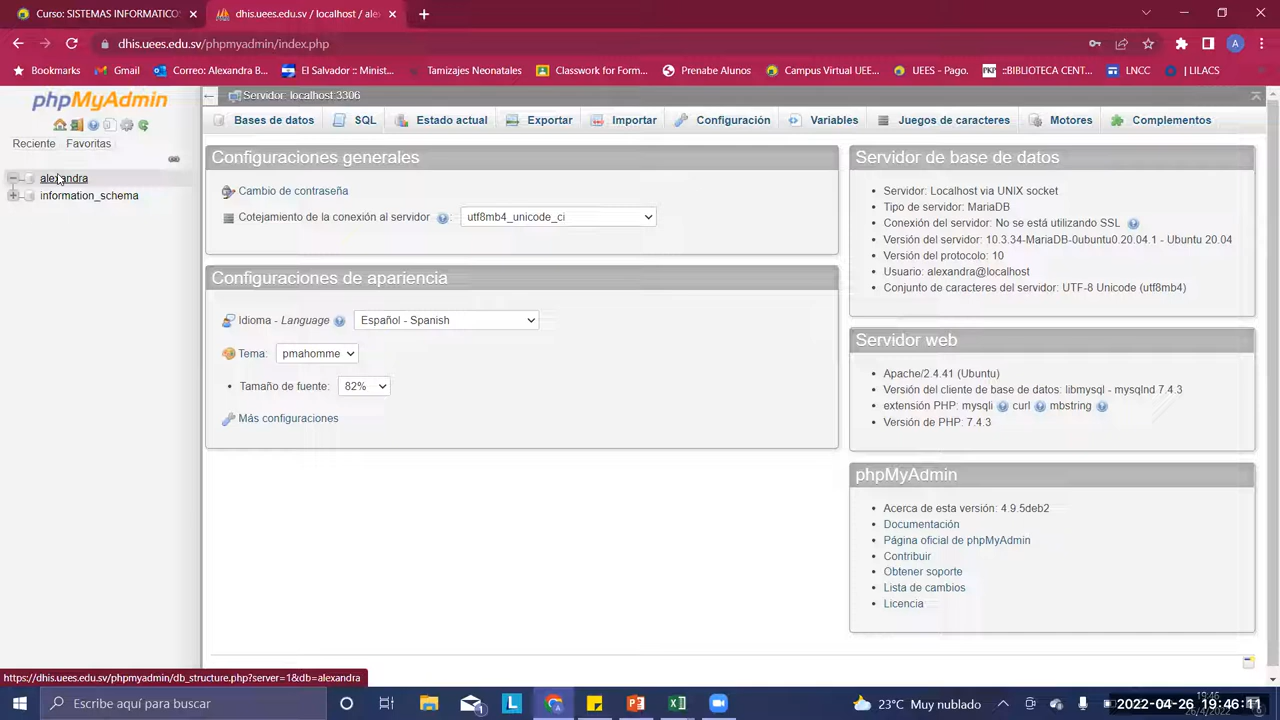 Curso: SISTEMAS INFORMATICOS
dhis.uees.edu.sv / localhost / ale
dhis.uees.edu.sv/phpmyadmin/index.php
A
Bookmarks
Gmail
Correo: Alexandra B...
El Salvador :: Minist...
Tamizajes Neonatales
Classwork for Form...
Prenabe Alunos
Campus Virtual UEE...
UEES - Pago.
::BIBLIOTECA CENT...
LNCC
| LILACS
phpMyAdmin
Reciente
Favoritas
alexandra
information_schema
Servidor: localhost:3306
Bases de datos
SQL
Estado actual
Exportar
Importar
Configuración
Variables
Juegos de caracteres
Motores
Complementos
Configuraciones generales
Cambio de contraseña
Cotejamiento de la conexión al servidor : utf8mb4_unicode_ci
Configuraciones de apariencia
Idioma - Language : Español - Spanish
Tema: pmahomme
• Tamaño de fuente: 82%
Más configuraciones
Servidor de base de datos
• Servidor: Localhost via UNIX socket
• Tipo de servidor: MariaDB
• Conexión del servidor: No se está utilizando SSL
• Versión del servidor: 10.3.34-MariaDB-0ubuntu0.20.04.1 - Ubuntu 20.04
• Versión del protocolo: 10
• Usuario: alexandra@localhost
• Conjunto de caracteres del servidor: UTF-8 Unicode (utf8mb4)
Servidor web
• Apache/2.4.41 (Ubuntu)
• Versión del cliente de base de datos: libmysql - mysqlnd 7.4.3
• extensión PHP: mysqli curl mbstring
• Versión de PHP: 7.4.3
phpMyAdmin
• Acerca de esta versión: 4.9.5deb2
• Documentación
• Página oficial de phpMyAdmin
• Contribuir
• Obtener soporte
• Lista de cambios
• Licencia
https://dhis.uees.edu.sv/phpmyadmin/db_structure.php?server=1&db=alexandra
Escribe aquí para buscar
23°C Muy nublado
19:46
2022-04-26 19:46:11
26/4/2022